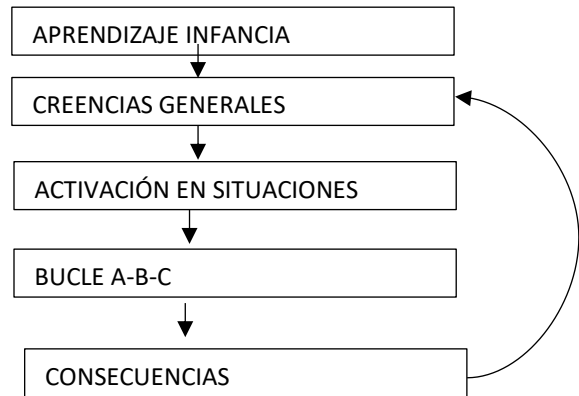 APRENDIZAJE INFANCIA
CREENCIAS GENERALES
ACTIVACIÓN EN SITUACIONES
BUCLE A-B-C
CONSECUENCIAS